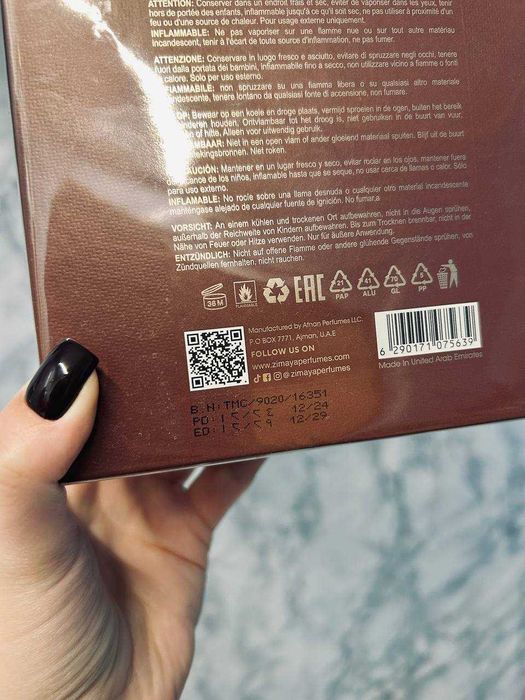 ATTENTION: Conserver dans un endroit frais et sec, éviter de vaporiser dans les yeux, tenir
hors de portée des enfants, inflammable jusqu'à ce qu'il soit sec, ne pas utiliser à proximité d'un
feu ou d'une source de chaleur. Pour usage externe uniquement.
INFLAMMABLE: Ne pas vaporiser sur une flamme nue ou sur tout autre matériau
incandescent, tenir à l'écart de toute source d'inflammation, ne pas fumer.
ATTENZIONE: Conservare in luogo fresco e asciutto, evitare di spruzzare negli occhi, tenere
fuori dalla portata dei bambini, infiammabile fino a secco, non utilizzare vicino a fiamme o fonti
calore. Solo per uso esterno.
non spruzzare su una fiamma libera o su qualsiasi altro materiale
tenere lontano da qualsiasi fonte di accensione, non fumare.
Bewaar op een koele en droge plaats, vermijd sproeien in de ogen, buiten het bereik
kinderen houden. Ontvlambaar tot het droog is, niet gebruiken in de buurt van vuur
of hitte. Alleen voor uitwendig gebruik.
Niet in een open vlam of ander gloeiend materiaal spuiten. Blijf uit de buurt
Niet roken.
Mantener en un lugar fresco y seco, evitar rociar en los ojos, mantener fuera
alcance de los niños, inflamable hasta que se seque, no usar cerca de llamas o calor. Sólo
para uso externo.
INFLAMABLE: No rocíe sobre una llama desnuda o cualquier otro material incandescente
manténgase alejado de cualquier fuente de ignición. No fumar,a
VORSICHT: An einem kühlen und trockenen Ort aufbewahren, nicht in die Augen sprühen,
außerhalb der Reichweite von Kindern aufbewahren. Bis zum Trocknen brennbar, nicht in der
Nähe von Feuer oder Hitze verwenden. Nur für äußere Anwendung.
ENTZÜNDLICH: Nicht auf offene Flamme oder andere glühende Gegenstände sprühen, von
Zündquellen fernhalten, nicht rauchen.
36 M FLAMMABLE EAC 21 PAP 41 ALU 70 GL 5 PP
Manufactured by Afnan Perfumes LLC.
P.O BOX 7771, Ajman, U.A.E
FOLLOW US ON
www.zimayaperfumes.com
@zimayaperfumes
6 290171 075639
Made in United Arab Emirates
B.N:TMC/9020/16351
PD:١٢/٢٤ 12/24
ED:١٢/٢٩ 12/29